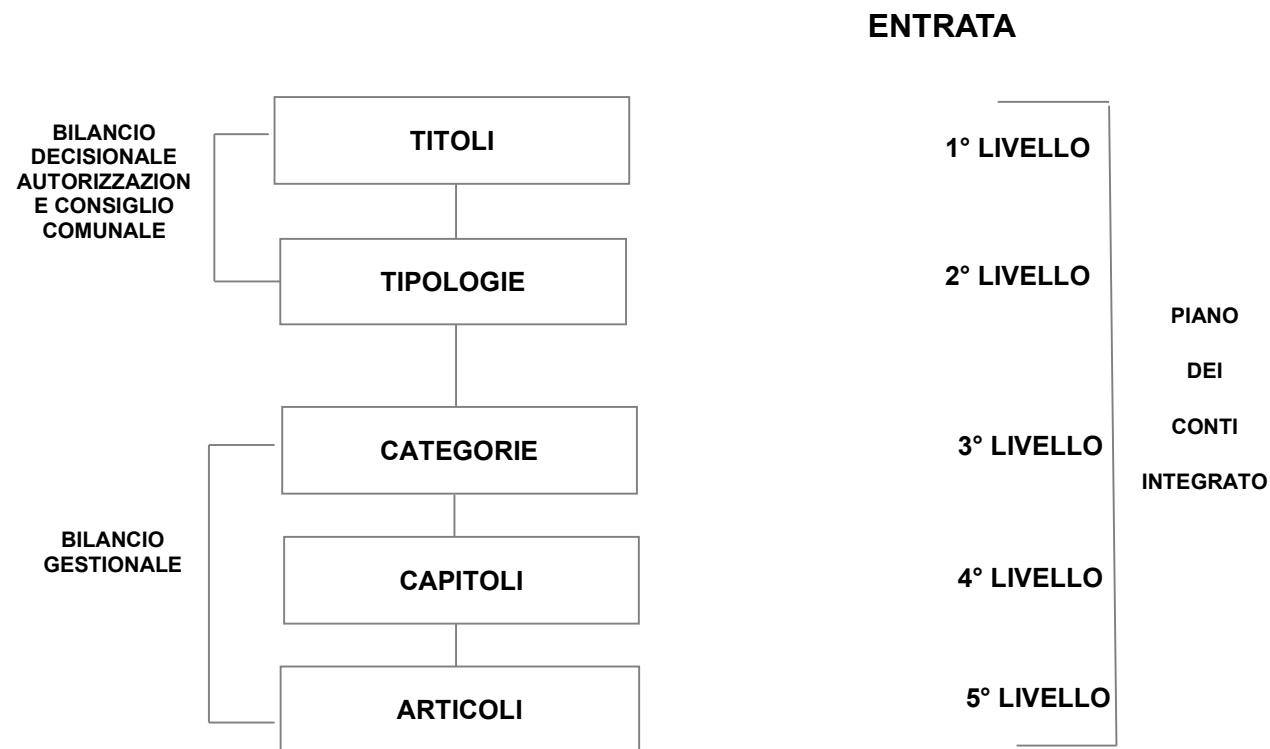 ENTRATA
BILANCIO
DECISIONALE
AUTORIZZAZION
E CONSIGLIO
COMUNALE
TITOLI
1° LIVELLO
TIPOLOGIE
2° LIVELLO
PIANO
DEI
CONTI
INTEGRATO
CATEGORIE
3° LIVELLO
BILANCIO
GESTIONALE
CAPITOLI
4° LIVELLO
ARTICOLI
5° LIVELLO